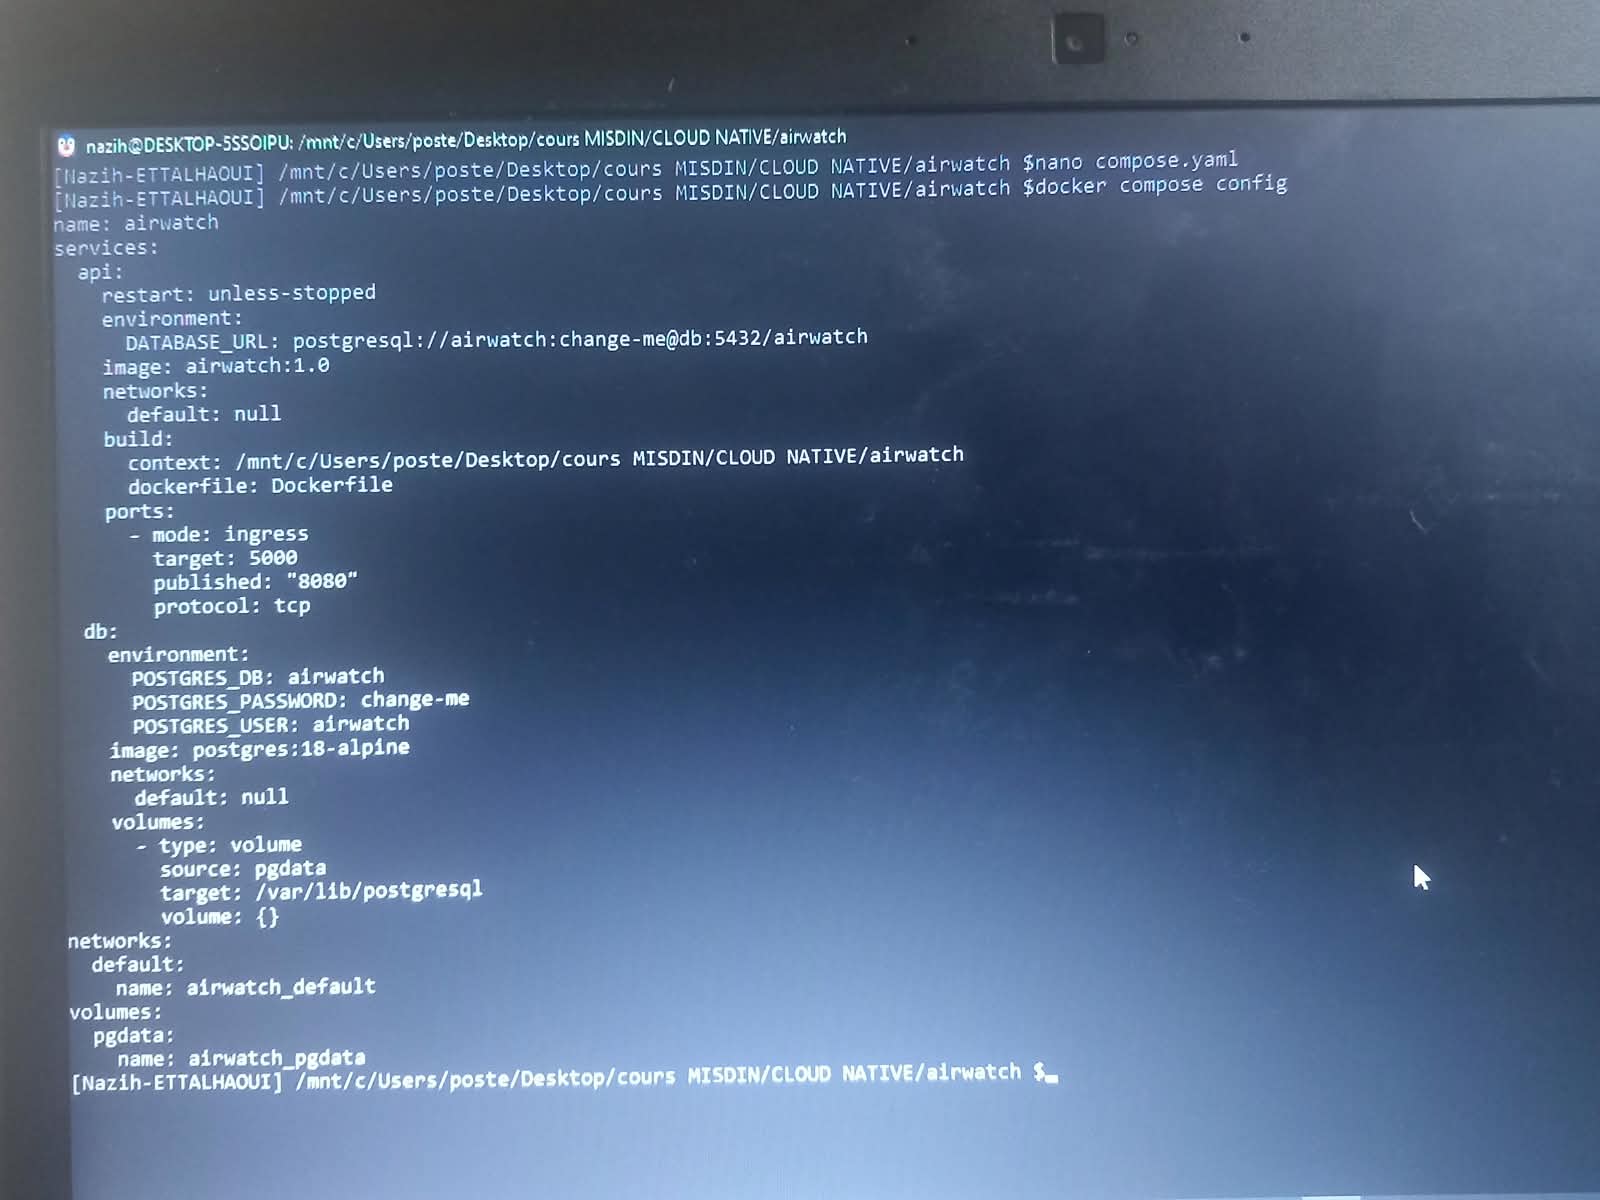 nazih@DESKTOP-5SSOIPU: /mnt/c/Users/poste/Desktop/cours MISDIN/CLOUD NATIVE/airwatch
[Nazih-ETTALHAOUI] /mnt/c/Users/poste/Desktop/cours MISDIN/CLOUD NATIVE/airwatch $nano compose.yaml
[Nazih-ETTALHAOUI] /mnt/c/Users/poste/Desktop/cours MISDIN/CLOUD NATIVE/airwatch $docker compose config
name: airwatch
services:
  api:
    restart: unless-stopped
    environment:
      DATABASE_URL: postgresql://airwatch:change-me@db:5432/airwatch
    image: airwatch:1.0
    networks:
      default: null
    build:
      context: /mnt/c/Users/poste/Desktop/cours MISDIN/CLOUD NATIVE/airwatch
      dockerfile: Dockerfile
    ports:
      - mode: ingress
        target: 5000
        published: "8080"
        protocol: tcp
  db:
    environment:
      POSTGRES_DB: airwatch
      POSTGRES_PASSWORD: change-me
      POSTGRES_USER: airwatch
    image: postgres:18-alpine
    networks:
      default: null
    volumes:
      - type: volume
        source: pgdata
        target: /var/lib/postgresql
        volume: {}
networks:
  default:
    name: airwatch_default
volumes:
  pgdata:
    name: airwatch_pgdata
[Nazih-ETTALHAOUI] /mnt/c/Users/poste/Desktop/cours MISDIN/CLOUD NATIVE/airwatch $